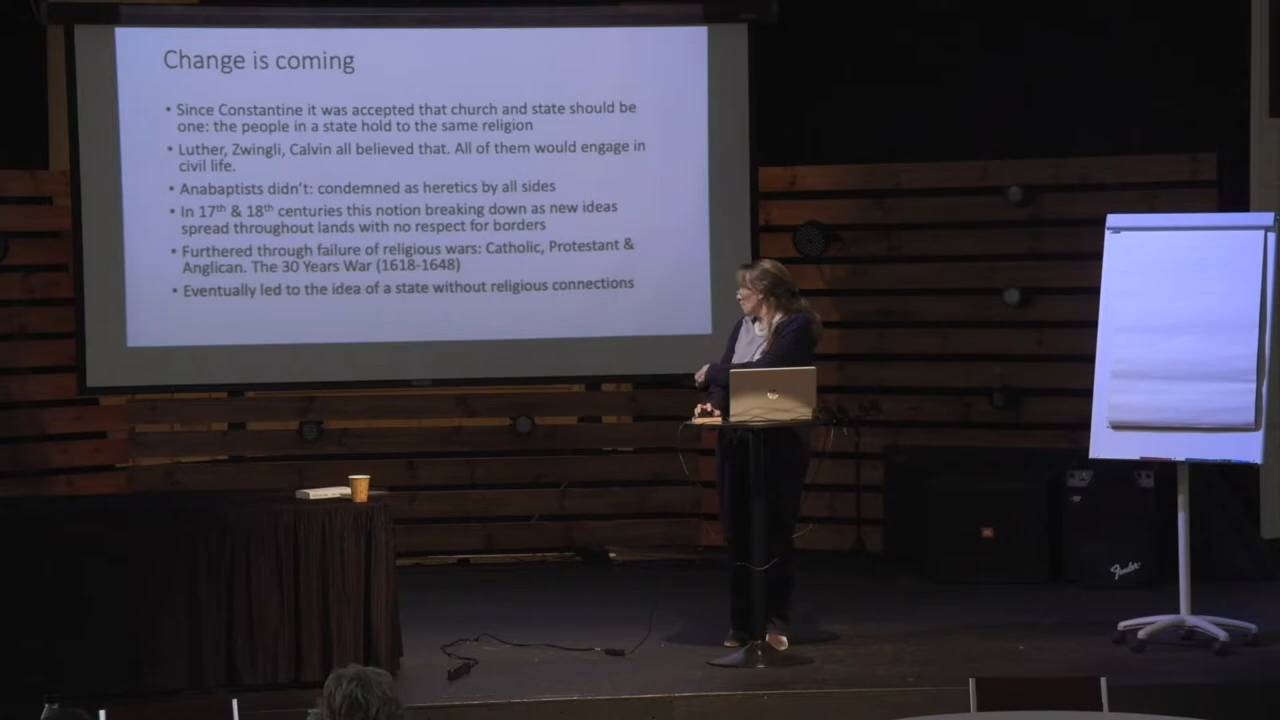 Change is coming
• Since Constantine it was accepted that church and state should be
one: the people in a state hold to the same religion
• Luther, Zwingli, Calvin all believed that. All of them would engage in
civil life.
• Anabaptists didn't: condemned as heretics by all sides
• In 17th & 18th centuries this notion breaking down as new ideas
spread throughout lands with no respect for borders
• Furthered through failure of religious wars: Catholic, Protestant &
Anglican. The 30 Years War (1618-1648)
• Eventually led to the idea of a state without religious connections
hp
JBL
Fender